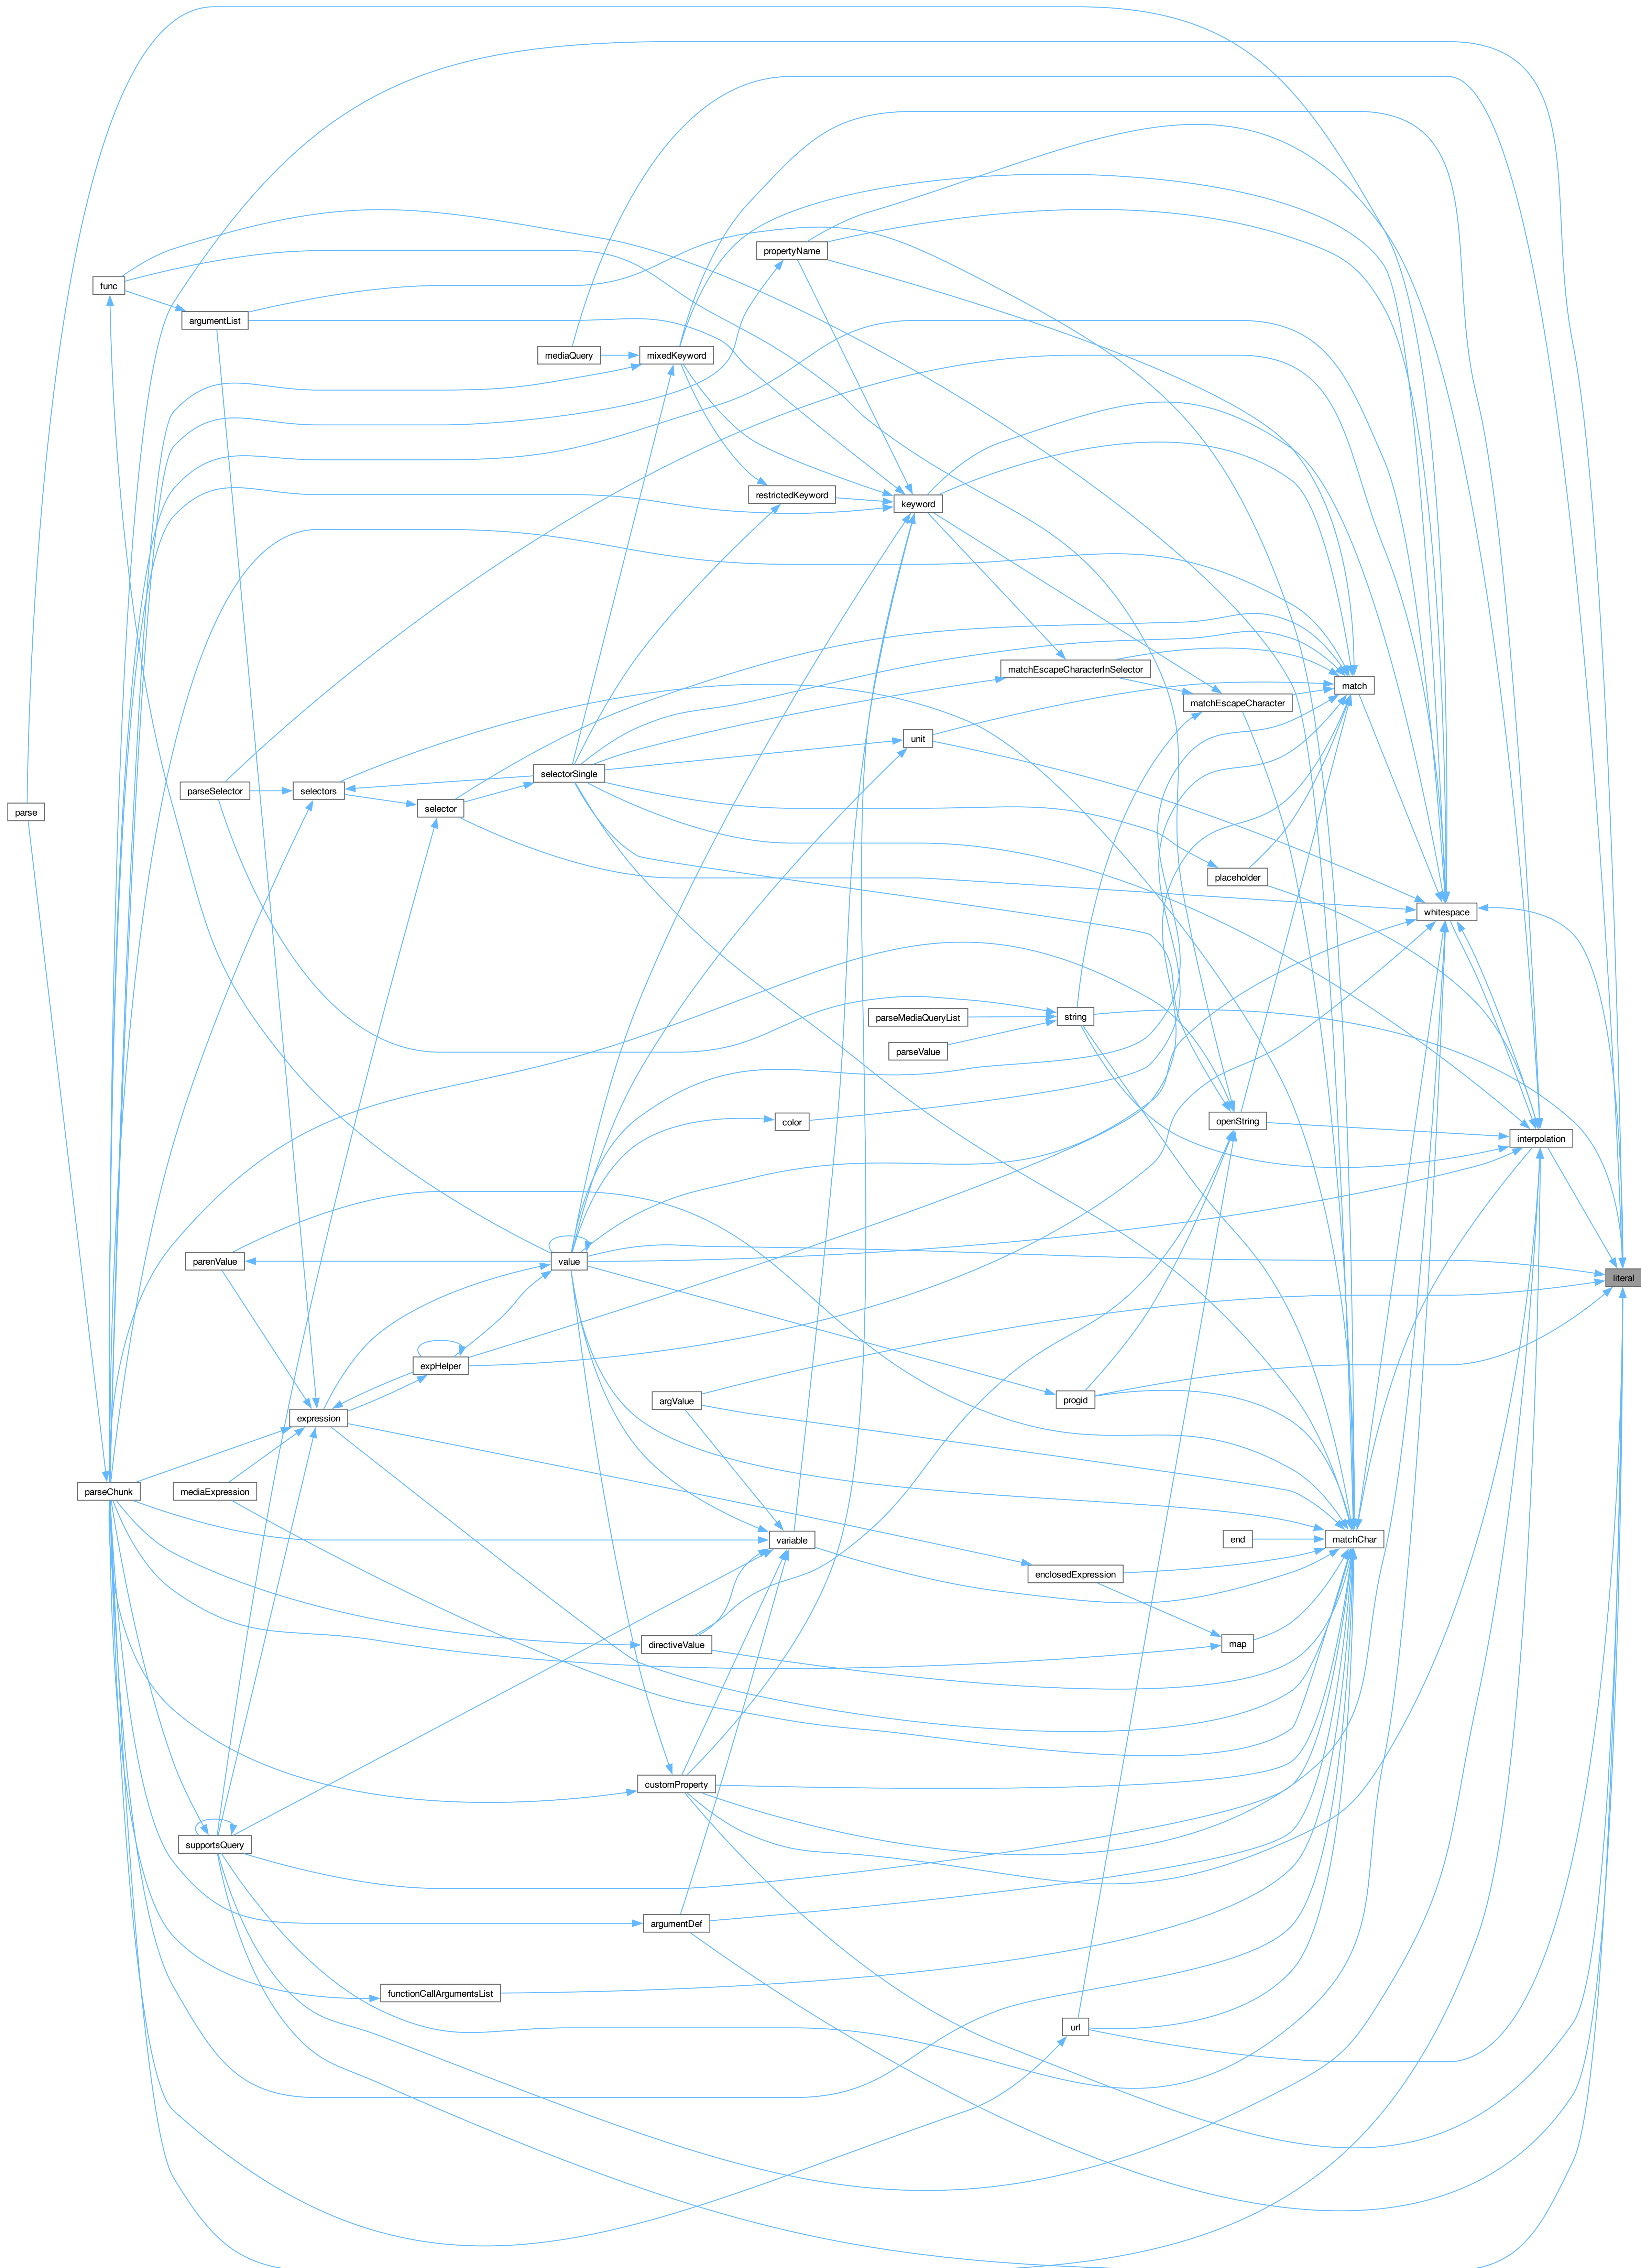 propertyName
func
argumentList
mediaQuery
mixedKeyword
restrictedKeyword
keyword
matchEscapeCharacterInSelector
match
matchEscapeCharacter
unit
selectorSingle
parseSelector
selectors
selector
parse
placeholder
whitespace
parseMediaQueryList
string
parseValue
color
openString
interpolation
parenValue
value
literal
expHelper
argValue
progid
expression
parseChunk
mediaExpression
variable
end
matchChar
enclosedExpression
directiveValue
map
customProperty
supportsQuery
argumentDef
functionCallArgumentsList
url